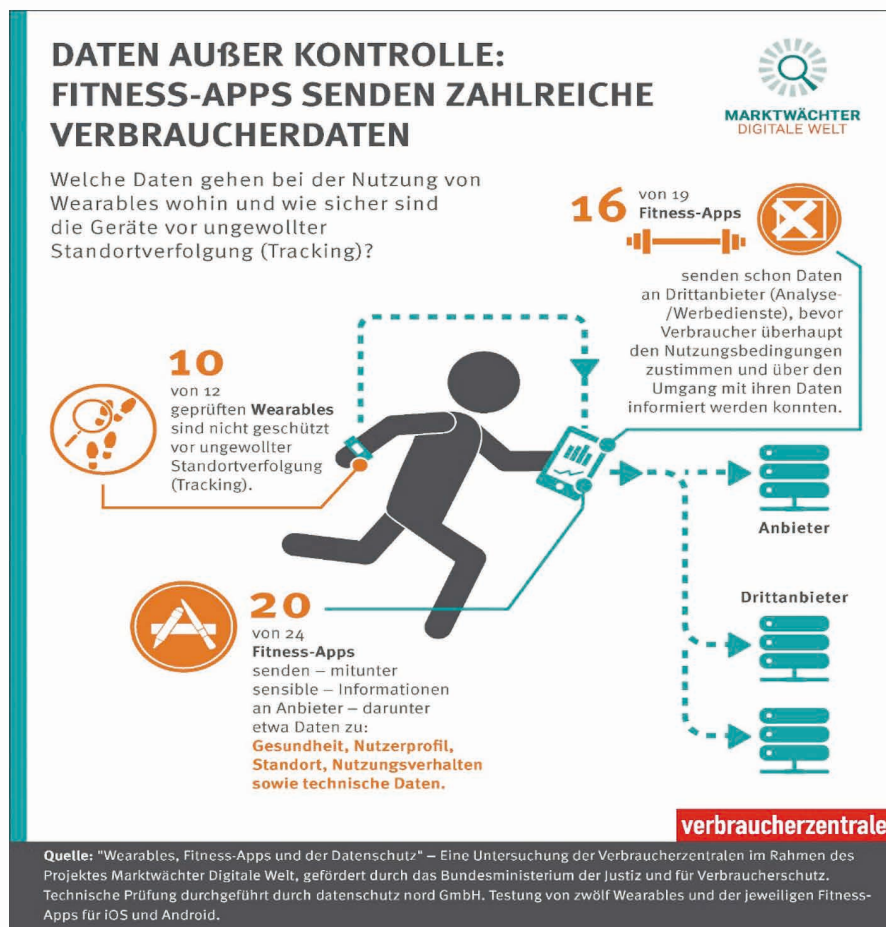 DATEN AUẞER KONTROLLE:
FITNESS-APPS SENDEN ZAHLREICHE
VERBRAUCHERDATEN
MARKTWÄCHTER
DIGITALE WELT
Welche Daten gehen bei der Nutzung von
Wearables wohin und wie sicher sind
die Geräte vor ungewollter
Standortverfolgung (Tracking)?
16 von 19
Fitness-Apps
senden schon Daten
an Drittanbieter (Analyse-
/Werbedienste), bevor
Verbraucher überhaupt
den Nutzungsbedingungen
zustimmen und über den
Umgang mit ihren Daten
informiert werden konnten.
10
von 12
geprüften Wearables
sind nicht geschützt
vor ungewollter
Standortverfolgung
(Tracking).
Anbieter
Drittanbieter
20
von 24
Fitness-Apps
senden – mitunter
sensible – Informationen
an Anbieter – darunter
etwa Daten zu:
Gesundheit, Nutzerprofil,
Standort, Nutzungsverhalten
sowie technische Daten.
verbraucherzentrale
Quelle: "Wearables, Fitness-Apps und der Datenschutz" – Eine Untersuchung der Verbraucherzentralen im Rahmen des
Projektes Marktwächter Digitale Welt, gefördert durch das Bundesministerium der Justiz und für Verbraucherschutz.
Technische Prüfung durchgeführt durch datenschutz nord GmbH. Testung von zwölf Wearables und der jeweiligen Fitness-
Apps für iOS und Android.